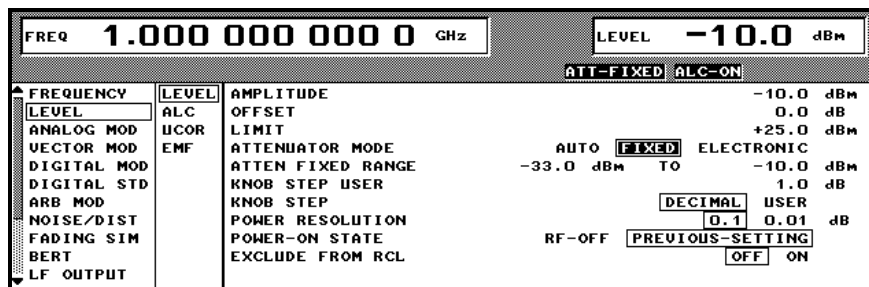 FREQ 1.000 000 000 0 GHz LEVEL -10.0 dBm
ATT-FIXED ALC-ON
FREQUENCY LEVEL AMPLITUDE -10.0 dBm
LEVEL ALC OFFSET 0.0 dB
ANALOG MOD UCOR LIMIT +25.0 dBm
VECTOR MOD EMF ATTENUATOR MODE AUTO FIXED ELECTRONIC
DIGITAL MOD ATTEN FIXED RANGE -33.0 dBm TO -10.0 dBm
DIGITAL STD KNOB STEP USER 1.0 dB
ARB MOD KNOB STEP DECIMAL USER
NOISE/DIST POWER RESOLUTION 0.1 0.01 dB
FADING SIM POWER-ON STATE RF-OFF PREVIOUS-SETTING
BERT EXCLUDE FROM RCL OFF ON
LF OUTPUT